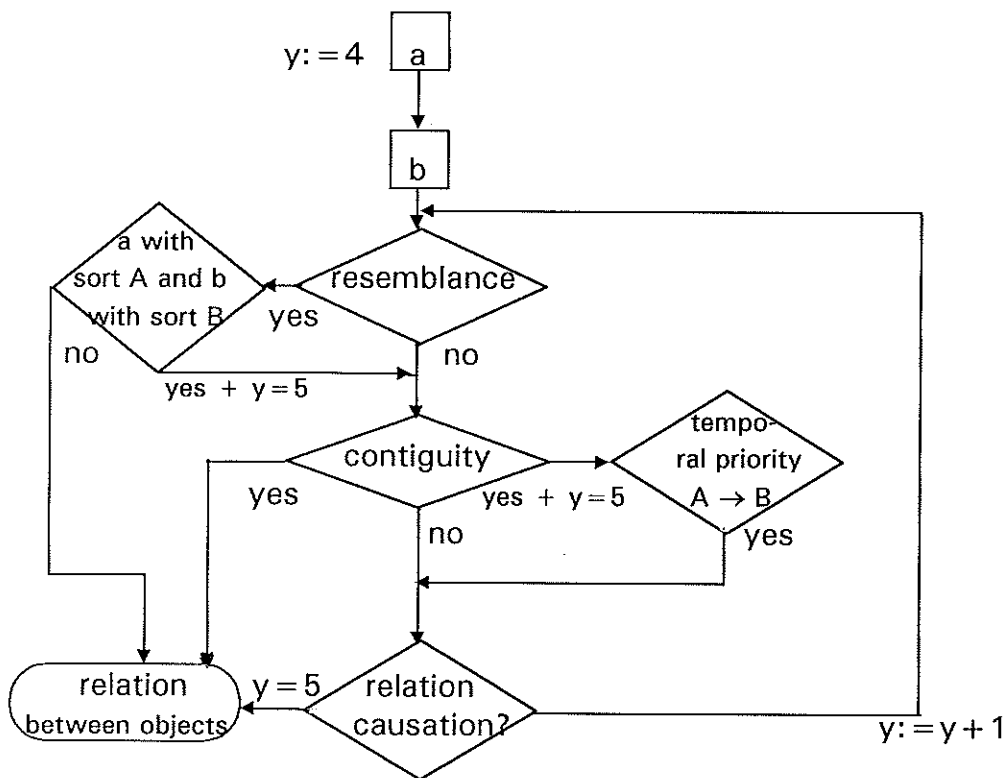 y: = 4
a
b
a with
sort A and b
with sort B
resemblance
yes
no
no
yes + y = 5
contiguity
tempo-
ral priority
A → B
yes
yes + y = 5
yes
no
relation
between objects
y = 5
relation
causation?
y: = y + 1